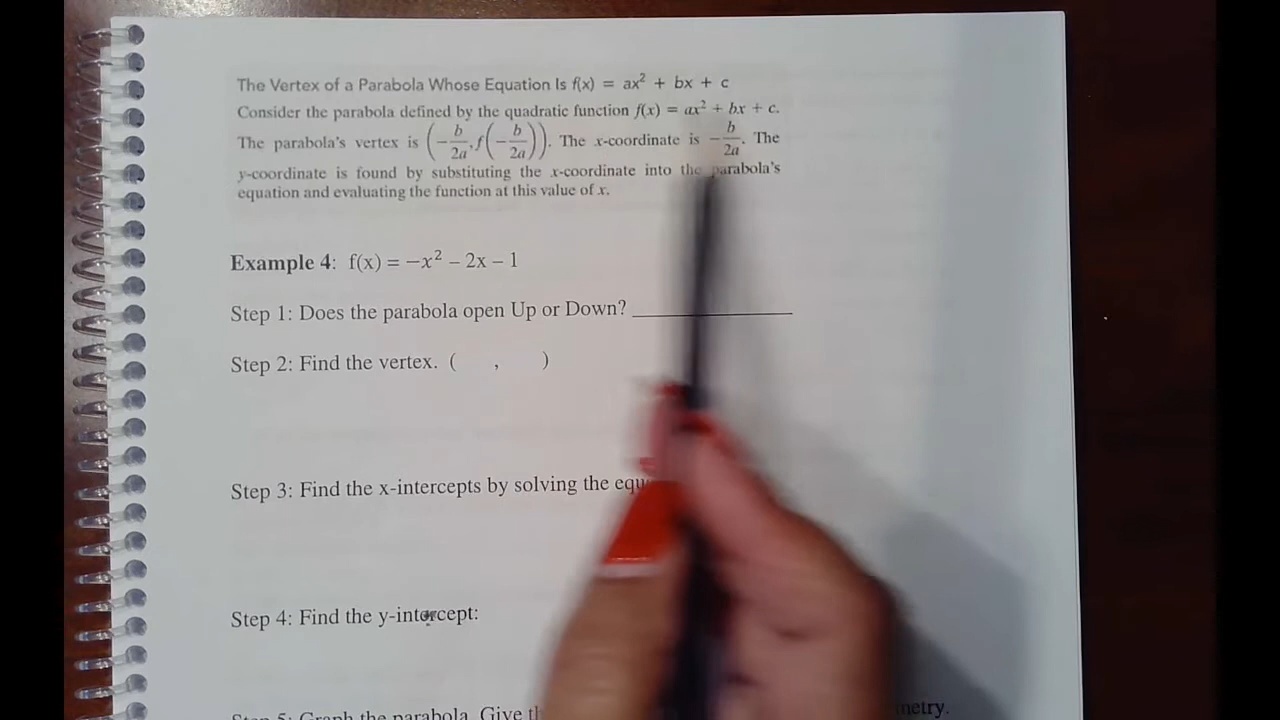 The Vertex of a Parabola Whose Equation Is f(x) = ax² + bx + c
Consider the parabola defined by the quadratic function f(x) = ax² + bx + c.
The parabola's vertex is (-b/2a, f(-b/2a)). The x-coordinate is -b/2a. The
y-coordinate is found by substituting the x-coordinate into the parabola's
equation and evaluating the function at this value of x.
Example 4: f(x) = −x² − 2x − 1
Step 1: Does the parabola open Up or Down? ______________
Step 2: Find the vertex. ( , )
Step 3: Find the x-intercepts by solving the
Step 4: Find the y-intercept:
Step 5: Graph the parabola. Give